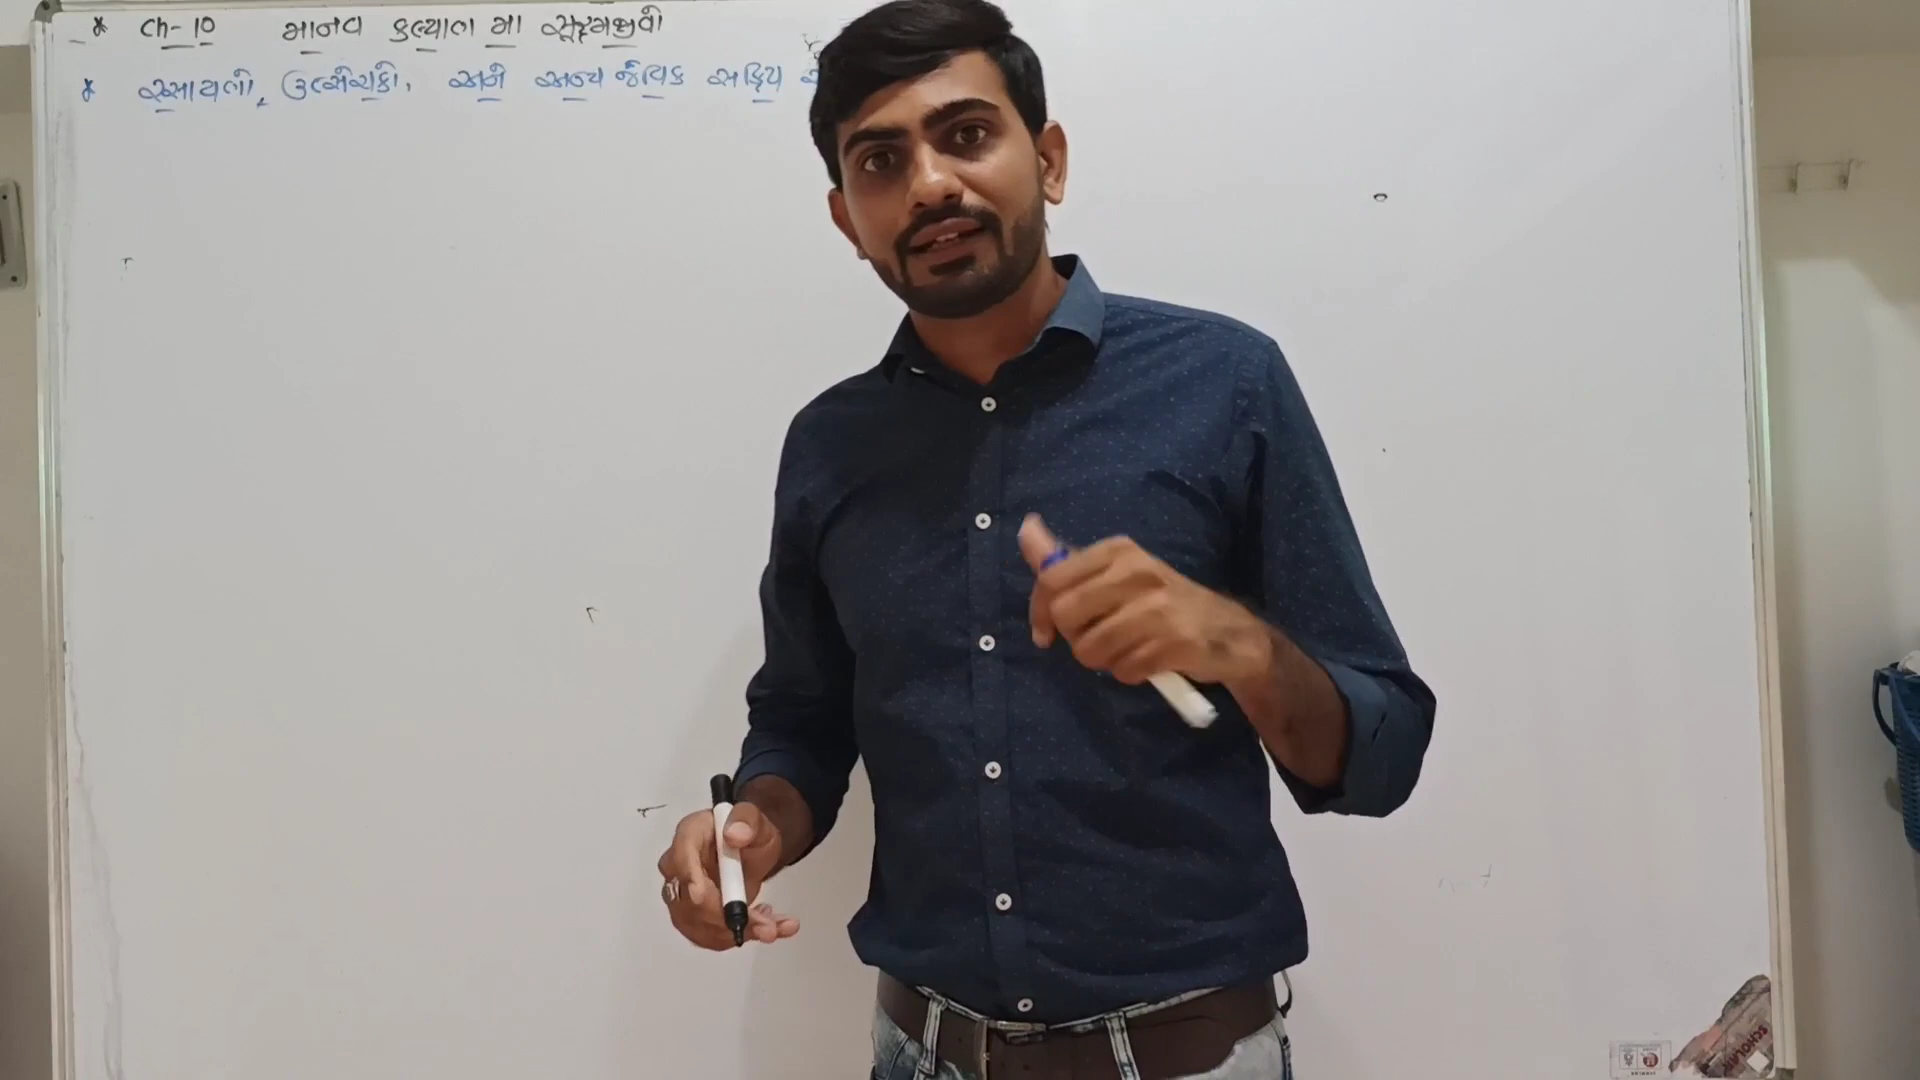 * Ch-10 માનવ કલ્યાણ માં સૂક્ષ્મજીવો
* રસાયણો, ઉત્સેચકો, અને અન્ય જૈવિક સક્રિય